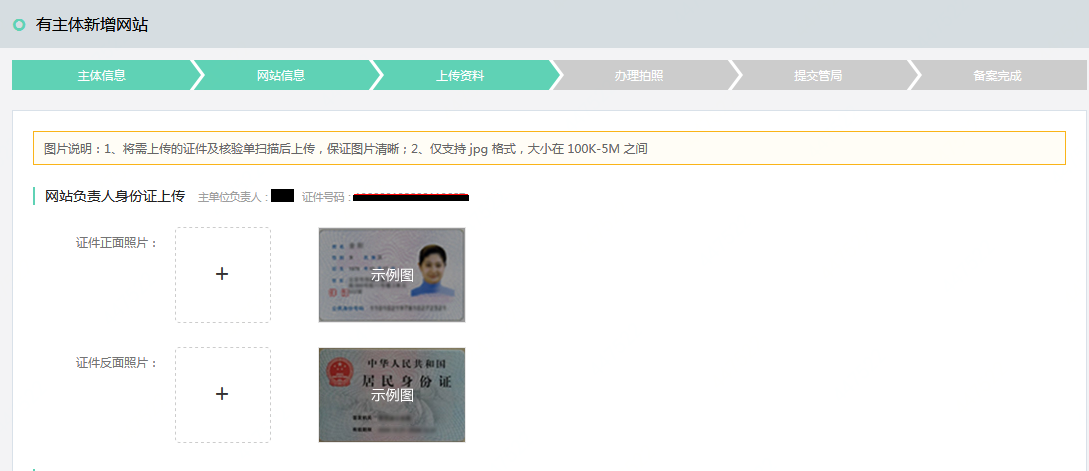 有主体新增网站
主体信息 网站信息 上传资料 办理拍照 提交管局 备案完成
图片说明：1、将需上传的证件及核验单扫描后上传，保证图片清晰；2、仅支持 jpg 格式，大小在 100K-5M 之间
网站负责人身份证上传 主单位负责人： 证件号码：
证件正面照片： +
示例图
证件反面照片： +
中华人民共和国
居民身份证
示例图